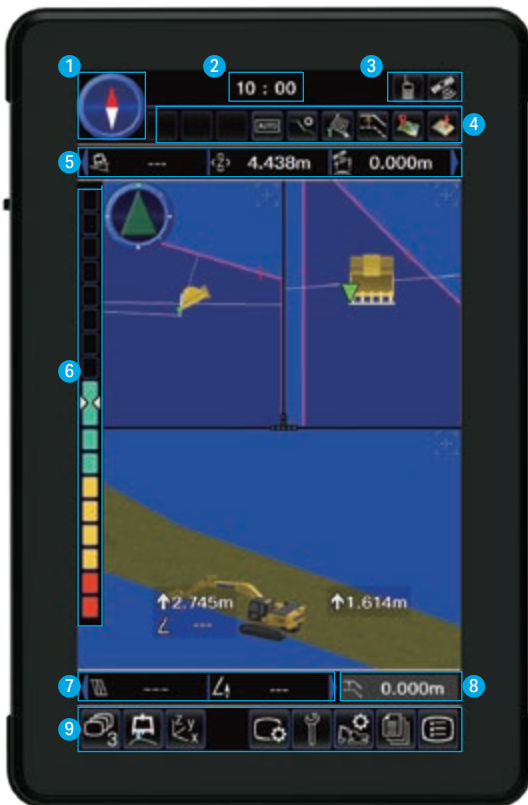 1
2
3
10 : 00
AUTO
4
5
--- 4.438m 0.000m
6
↑2.745m ↑1.614m
---
7
--- --- 0.000m
8
9
3
Z y x